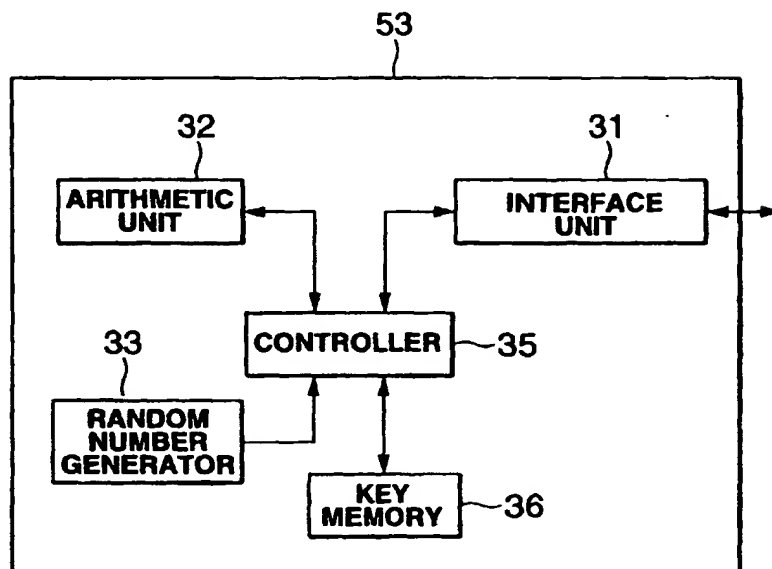 53
32
31
ARITHMETIC
UNIT
INTERFACE
UNIT
CONTROLLER
35
33
RANDOM
NUMBER
GENERATOR
KEY
MEMORY
36